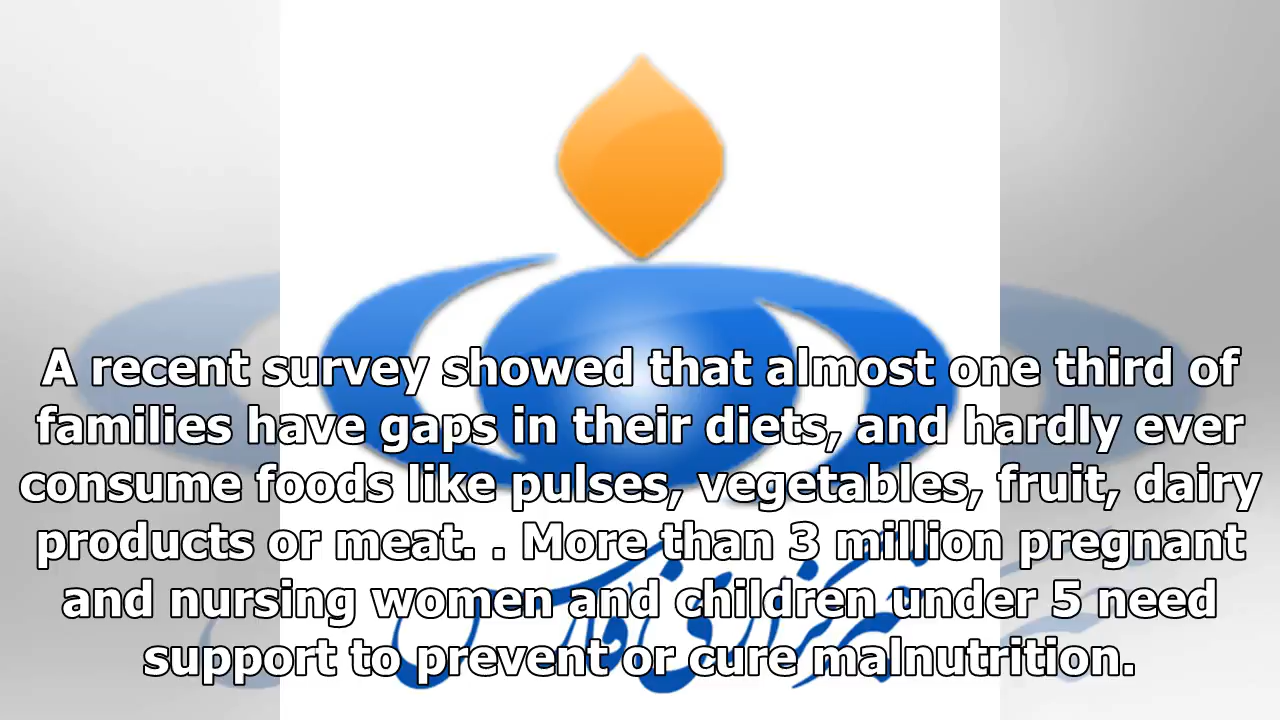 A recent survey showed that almost one third of
families have gaps in their diets, and hardly ever
consume foods like pulses, vegetables, fruit, dairy
products or meat. . More than 3 million pregnant
and nursing women and children under 5 need
support to prevent or cure malnutrition.
خبرگزاری فارس